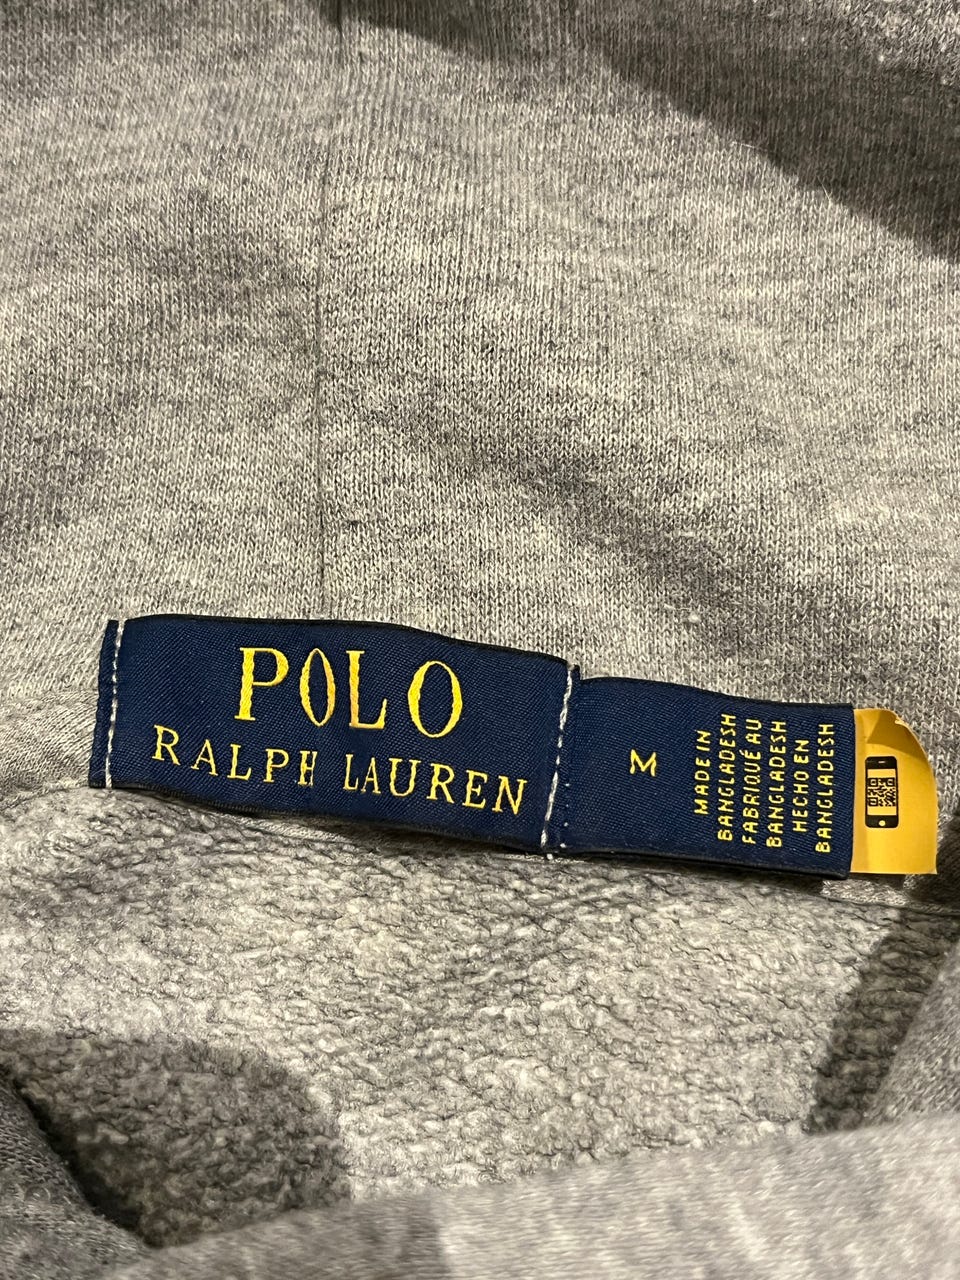 POLO
RALPH LAUREN
M
MADE IN
BANGLADESH
FABRIQUÉ AU
BANGLADESH
HECHO EN
BANGLADESH